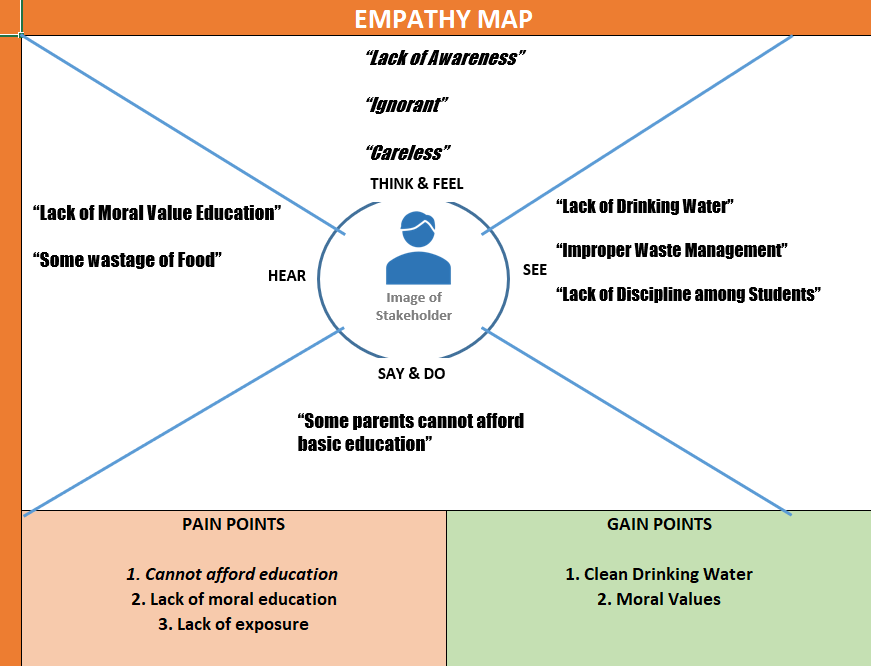 EMPATHY MAP
“Lack of Awareness”
“Ignorant”
“Careless”
THINK & FEEL
“Lack of Moral Value Education”
“Some wastage of Food”
HEAR
Image of
Stakeholder
SEE
“Lack of Drinking Water”
“Improper Waste Management”
“Lack of Discipline among Students”
SAY & DO
“Some parents cannot afford
basic education”
PAIN POINTS
1. Cannot afford education
2. Lack of moral education
3. Lack of exposure
GAIN POINTS
1. Clean Drinking Water
2. Moral Values